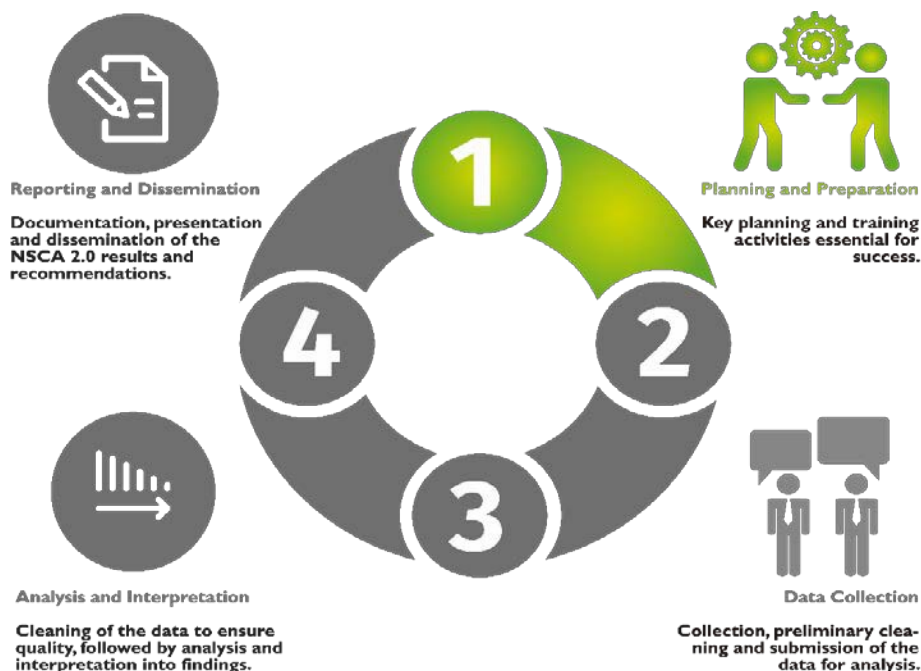 1
Planning and Preparation
Key planning and training
activities essential for
success.
2
Data Collection
Collection, preliminary clea-
ning and submission of the
data for analysis.
3
Analysis and Interpretation
Cleaning of the data to ensure
quality, followed by analysis and
interpretation into findings.
4
Reporting and Dissemination
Documentation, presentation
and dissemination of the
NSCA 2.0 results and
recommendations.